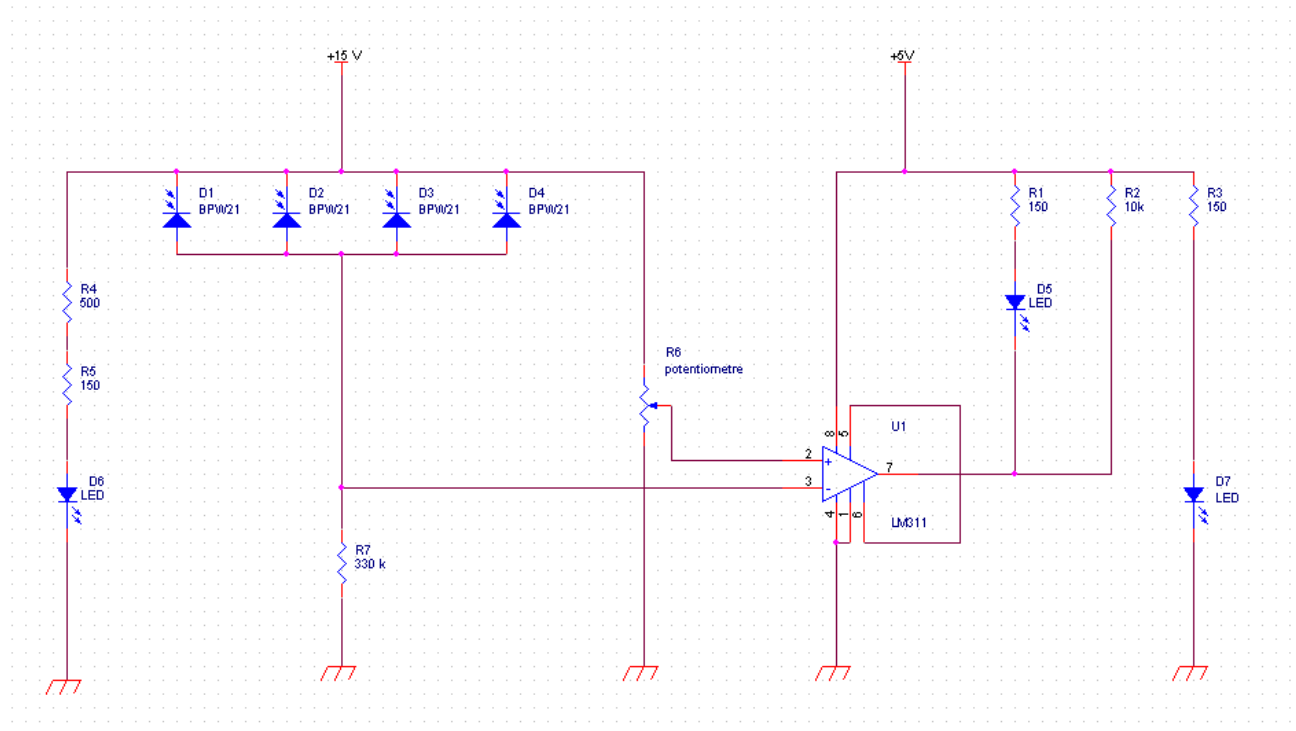 +15 V
+5V
D1
BPW21
D2
BPW21
D3
BPW21
D4
BPW21
R1
150
R2
10k
R3
150
R4
500
D5
LED
R5
150
R6
potentiometre
8
5
U1
2
+
7
3
-
D6
LED
D7
LED
4
1
6
LM311
R7
330 k